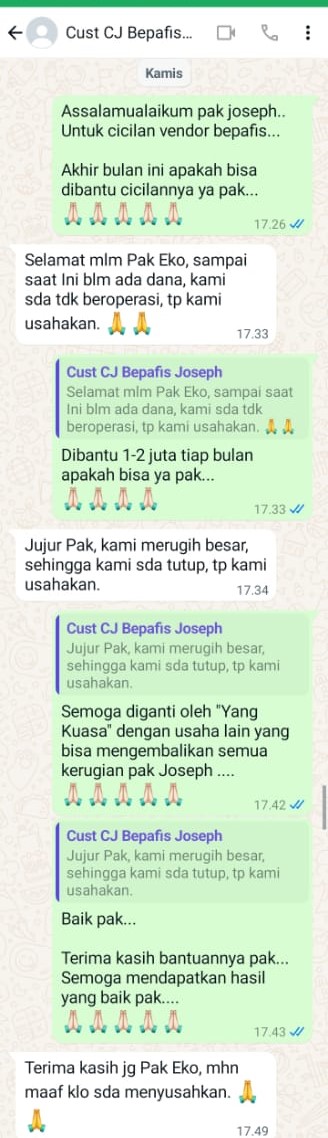 Cust CJ Bepafis...
Kamis
Assalamualaikum pak joseph..
Untuk cicilan vendor bepafis...
Akhir bulan ini apakah bisa
dibantu cicilannya ya pak...
🙏🏻🙏🏻🙏🏻🙏🏻🙏🏻
17.26
Selamat mlm Pak Eko, sampai
saat Ini blm ada dana, kami
sda tdk beroperasi, tp kami
usahakan. 🙏🙏
17.33
Cust CJ Bepafis Joseph
Selamat mlm Pak Eko, sampai saat
Ini blm ada dana, kami sda tdk
beroperasi, tp kami usahakan. 🙏🙏
Dibantu 1-2 juta tiap bulan
apakah bisa ya pak...
🙏🏻🙏🏻🙏🏻🙏🏻
17.33
Jujur Pak, kami merugih besar,
sehingga kami sda tutup, tp kami
usahakan.
17.34
Cust CJ Bepafis Joseph
Jujur Pak, kami merugih besar,
sehingga kami sda tutup, tp kami
usahakan.
Semoga diganti oleh "Yang
Kuasa" dengan usaha lain yang
bisa mengembalikan semua
kerugian pak Joseph ....
🙏🏻🙏🏻🙏🏻🙏🏻🙏🏻
17.42
Cust CJ Bepafis Joseph
Jujur Pak, kami merugih besar,
sehingga kami sda tutup, tp kami
usahakan.
Baik pak...
Terima kasih bantuannya pak...
Semoga mendapatkan hasil
yang baik pak....
🙏🏻🙏🏻🙏🏻🙏🏻🙏🏻
17.43
Terima kasih jg Pak Eko, mhn
maaf klo sda menyusahkan. 🙏
🙏
17.49